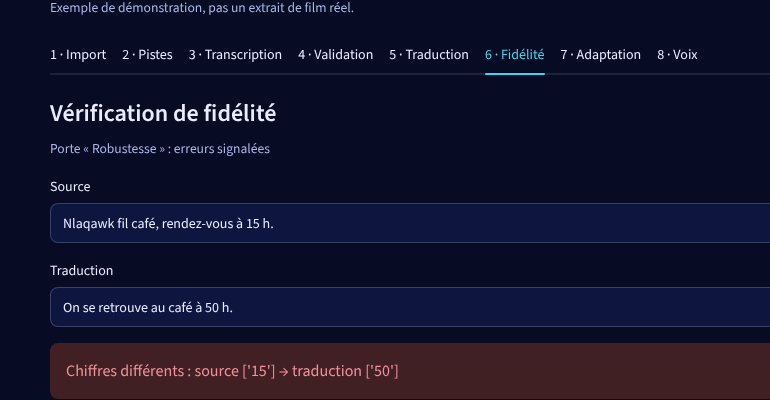 Exemple de démonstration, pas un extrait de film réel.
1 · Import 2 · Pistes 3 · Transcription 4 · Validation 5 · Traduction 6 · Fidélité 7 · Adaptation 8 · Voix
Vérification de fidélité
Porte « Robustesse » : erreurs signalées
Source
Nlaqawk fil café, rendez-vous à 15 h.
Traduction
On se retrouve au café à 50 h.
Chiffres différents : source ['15'] → traduction ['50']